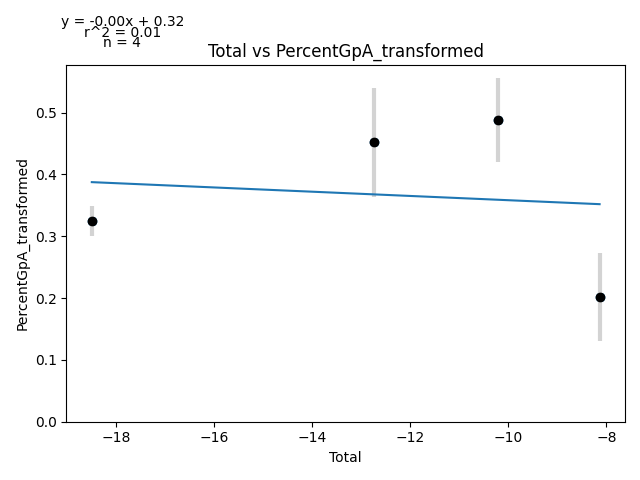 y = -0.00x + 0.32
r^2 = 0.01
n = 4
Total vs PercentGpA_transformed
PercentGpA_transformed
0.5
0.4
0.3
0.2
0.1
0.0
−18
−16
−14
−12
−10
−8
Total